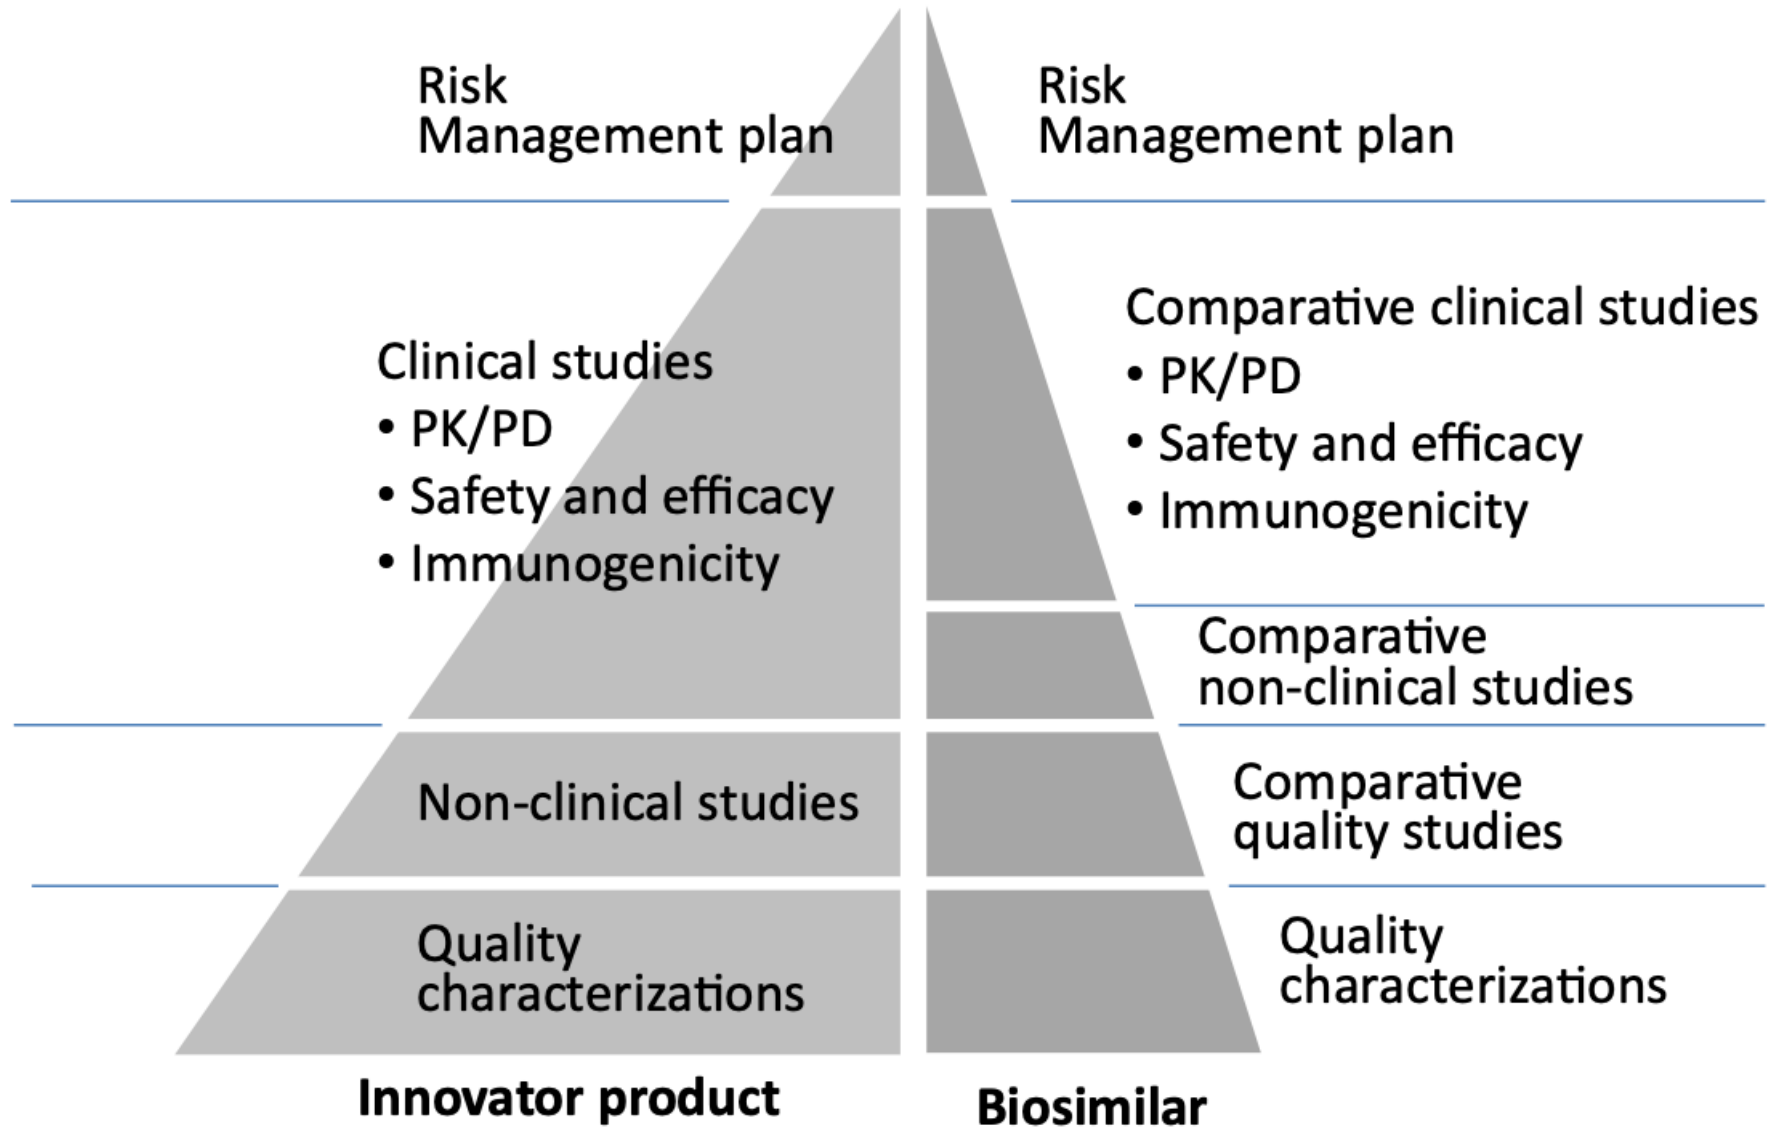 Risk
Management plan
Clinical studies
• PK/PD
• Safety and efficacy
• Immunogenicity
Non-clinical studies
Quality
characterizations
Innovator product
Risk
Management plan
Comparative clinical studies
• PK/PD
• Safety and efficacy
• Immunogenicity
Comparative
non-clinical studies
Comparative
quality studies
Quality
characterizations
Biosimilar